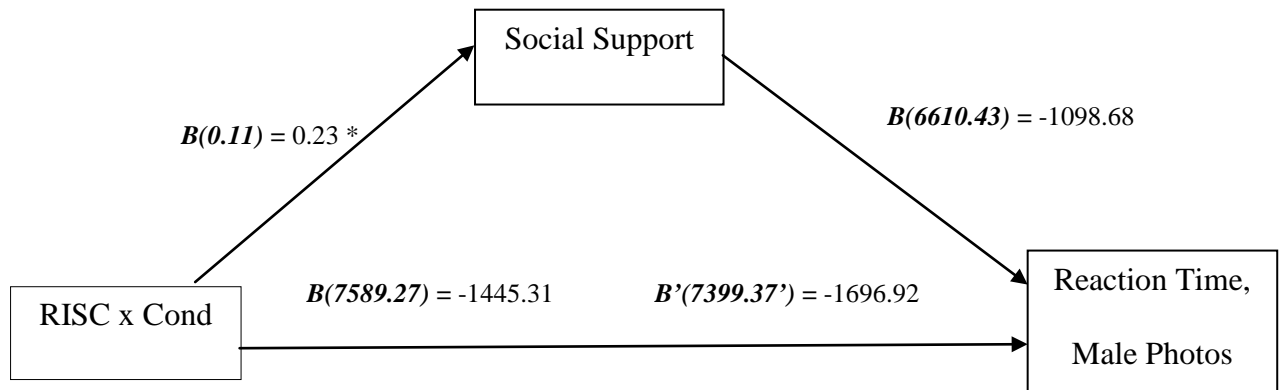 Social Support
B(0.11) = 0.23 *
B(6610.43) = -1098.68
RISC x Cond
B(7589.27) = -1445.31
B’(7399.37’) = -1696.92
Reaction Time,
Male Photos